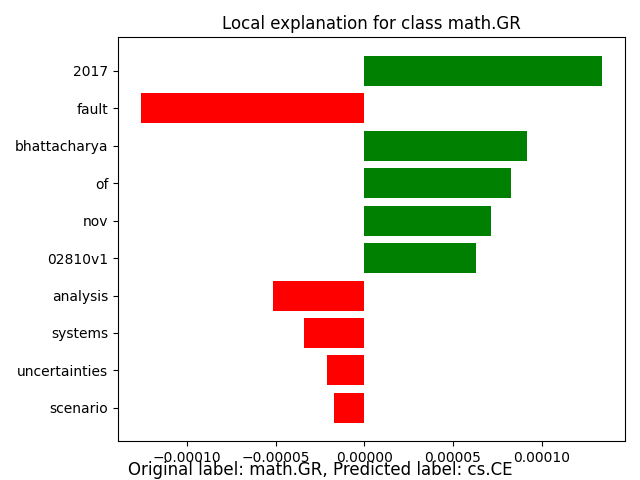 Local explanation for class math.GR
2017
fault
bhattacharya
of
nov
02810v1
analysis
systems
uncertainties
scenario
−0.00010 −0.00005 0.00000 0.00005 0.00010
Original label: math.GR, Predicted label: cs.CE